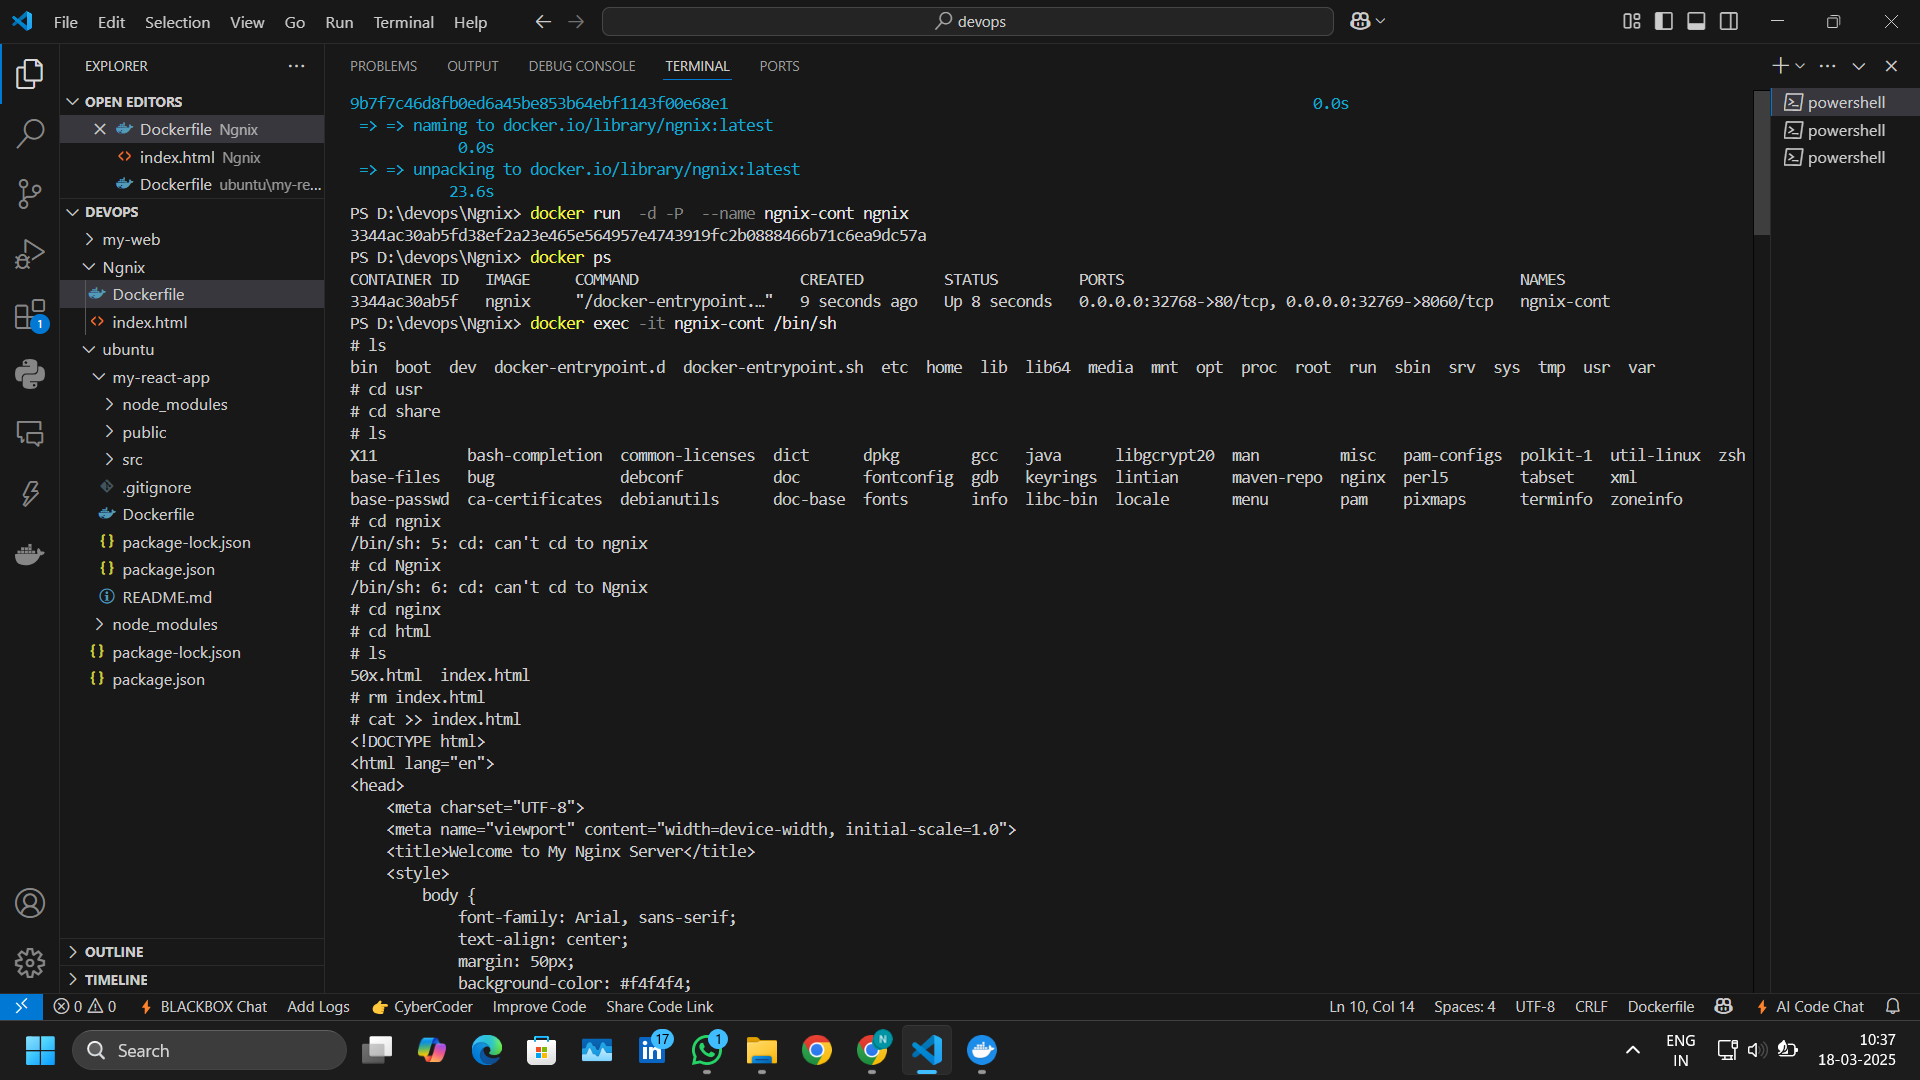 File Edit Selection View Go Run Terminal Help
devops
EXPLORER
OPEN EDITORS
Dockerfile Ngnix
index.html Ngnix
Dockerfile ubuntu\my-re...
DEVOPS
my-web
Ngnix
Dockerfile
index.html
ubuntu
my-react-app
node_modules
public
src
.gitignore
Dockerfile
package-lock.json
package.json
README.md
node_modules
package-lock.json
package.json
OUTLINE
TIMELINE
1
PROBLEMS OUTPUT DEBUG CONSOLE TERMINAL PORTS
9b7f7c46d8fb0ed6a45be853b64ebf1143f00e68e1 0.0s
=> => naming to docker.io/library/ngnix:latest
0.0s
=> => unpacking to docker.io/library/ngnix:latest
23.6s
PS D:\devops\Ngnix> docker run -d -P --name ngnix-cont ngnix
3344ac30ab5fd38ef2a23e465e564957e4743919fc2b0888466b71c6ea9dc57a
PS D:\devops\Ngnix> docker ps
CONTAINER ID IMAGE COMMAND CREATED STATUS PORTS NAMES
3344ac30ab5f ngnix "/docker-entrypoint.…" 9 seconds ago Up 8 seconds 0.0.0.0:32768->80/tcp, 0.0.0.0:32769->8060/tcp ngnix-cont
PS D:\devops\Ngnix> docker exec -it ngnix-cont /bin/sh
# ls
bin boot dev docker-entrypoint.d docker-entrypoint.sh etc home lib lib64 media mnt opt proc root run sbin srv sys tmp usr var
# cd usr
# cd share
# ls
X11 bash-completion common-licenses dict dpkg gcc java libgcrypt20 man misc pam-configs polkit-1 util-linux zsh
base-files bug debconf doc fontconfig gdb keyrings lintian maven-repo nginx perl5 tabset xml
base-passwd ca-certificates debianutils doc-base fonts info libc-bin locale menu pam pixmaps terminfo zoneinfo
# cd ngnix
/bin/sh: 5: cd: can't cd to ngnix
# cd Ngnix
/bin/sh: 6: cd: can't cd to Ngnix
# cd nginx
# cd html
# ls
50x.html index.html
# rm index.html
# cat >> index.html
<!DOCTYPE html>
<html lang="en">
<head>
<meta charset="UTF-8">
<meta name="viewport" content="width=device-width, initial-scale=1.0">
<title>Welcome to My Nginx Server</title>
<style>
body {
font-family: Arial, sans-serif;
text-align: center;
margin: 50px;
background-color: #f4f4f4;
powershell
powershell
powershell
0 0 BLACKBOX Chat Add Logs CyberCoder Improve Code Share Code Link Ln 10, Col 14 Spaces: 4 UTF-8 CRLF Dockerfile AI Code Chat
Search 17 1 N ENG 10:37
IN 18-03-2025